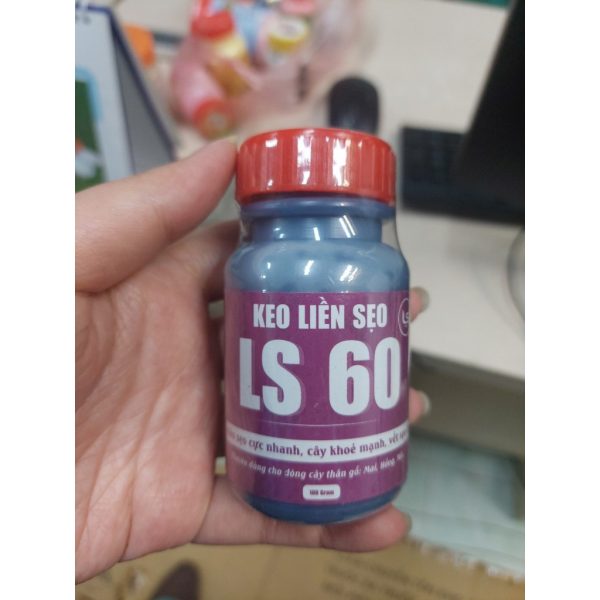 KEO LIỀN SẸO
LS
LS 60
sẹo cực nhanh, cây khoẻ mạnh, vết
dùng cho dòng cây thân gỗ: Mai, Hồng,
100 Gram